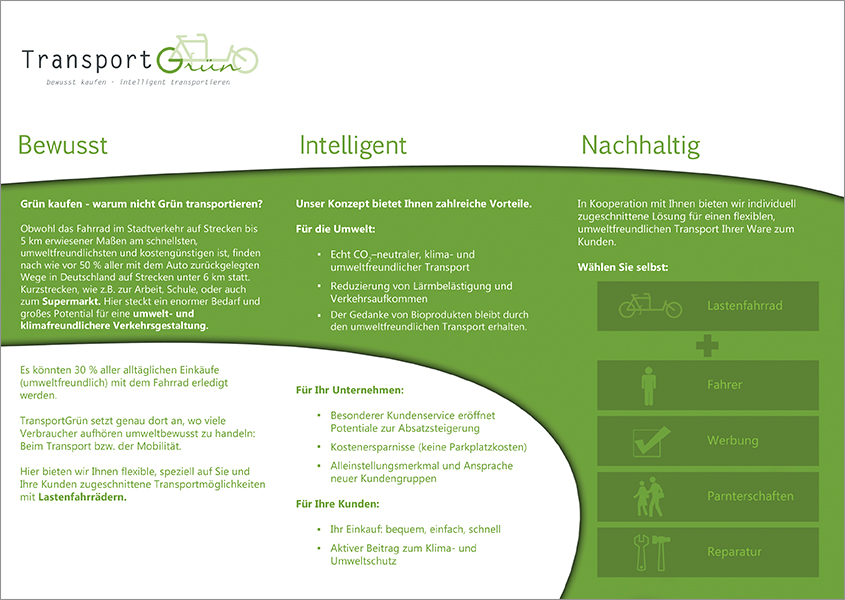 Transport Grün
bewusst kaufen - intelligent transportieren
Bewusst
Grün kaufen - warum nicht Grün transportieren?
Obwohl das Fahrrad im Stadtverkehr auf Strecken bis
5 km erwiesener Maßen am schnellsten,
umweltfreundlichsten und kostengünstigsten ist, finden
nach wie vor 50 % aller mit dem Auto zurückgelegten
Wege in Deutschland auf Strecken unter 6 km statt.
Kurzstrecken, wie z.B. zur Arbeit, Schule, oder auch
zum Supermarkt. Hier steckt ein enormer Bedarf und
großes Potential für eine umwelt- und
klimafreundlichere Verkehrsgestaltung.
Es könnten 30 % aller alltäglichen Einkäufe
(umweltfreundlich) mit dem Fahrrad erledigt
werden.
TransportGrün setzt genau dort an, wo viele
Verbraucher aufhören umweltbewusst zu handeln:
Beim Transport bzw. der Mobilität.
Hier bieten wir Ihnen flexible, speziell auf Sie und
Ihre Kunden zugeschnittene Transportmöglichkeiten
mit Lastenfahrrädern.
Intelligent
Unser Konzept bietet Ihnen zahlreiche Vorteile.
Für die Umwelt:
▪ Echt CO₂–neutraler, klima- und
umweltfreundlicher Transport
▪ Reduzierung von Lärmbelästigung und
Verkehrsaufkommen
▪ Der Gedanke von Bioprodukten bleibt durch
den umweltfreundlichen Transport erhalten.
Für Ihr Unternehmen:
• Besonderer Kundenservice eröffnet
Potentiale zur Absatzsteigerung
• Kostenersparnisse (keine Parkplatzkosten)
• Alleinstellungsmerkmal und Ansprache
neuer Kundengruppen
Für Ihre Kunden:
• Ihr Einkauf: bequem, einfach, schnell
• Aktiver Beitrag zum Klima- und
Umweltschutz
Nachhaltig
In Kooperation mit Ihnen bieten wir individuell
zugeschnittene Lösung für einen flexiblen,
umweltfreundlichen Transport Ihrer Ware zum
Kunden.
Wählen Sie selbst:
Lastenfahrrad
Fahrer
Werbung
Parnterschaften
Reparatur